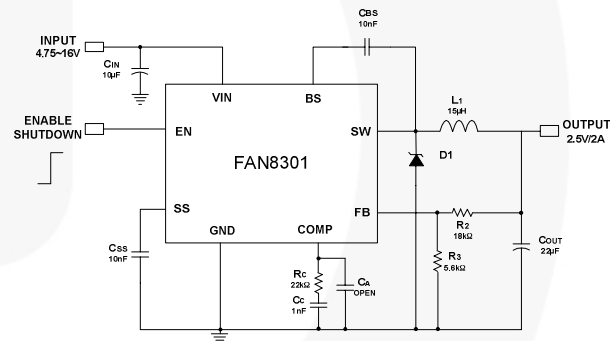 INPUT
4.75~16V
CIN
10µF
ENABLE
SHUTDOWN
VIN
BS
EN
SW
FAN8301
SS
FB
GND
COMP
CBS
10nF
L1
15µH
OUTPUT
2.5V/2A
D1
R2
18kΩ
R3
5.6kΩ
COUT
22µF
CSS
10nF
RC
22kΩ
CC
1nF
CA
OPEN